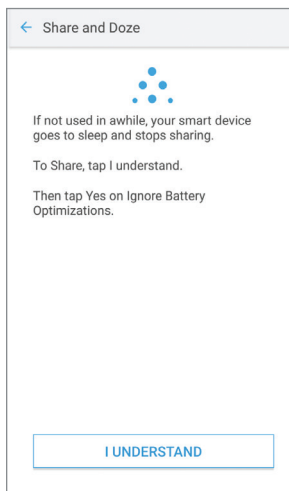 Share and Doze
If not used in awhile, your smart device
goes to sleep and stops sharing.
To Share, tap I understand.
Then tap Yes on Ignore Battery
Optimizations.
I UNDERSTAND